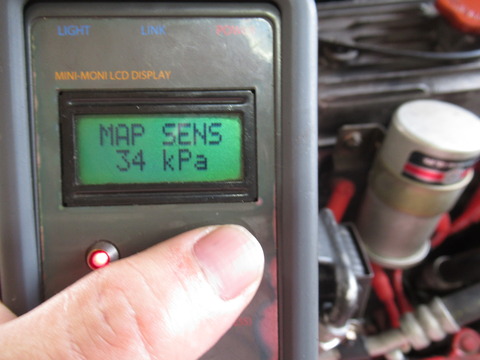 LIGHT LINK
MINI-MONI LCD DISPLAY
MAP SENS
34 kPa